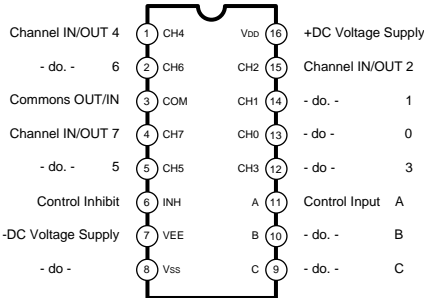 Channel IN/OUT 4 1 CH4 VDD 16 +DC Voltage Supply
- do. - 6 2 CH6 CH2 15 Channel IN/OUT 2
Commons OUT/IN 3 COM CH1 14 - do. - 1
Channel IN/OUT 7 4 CH7 CH0 13 - do - 0
- do. - 5 5 CH5 CH3 12 - do. - 3
Control Inhibit 6 INH A 11 Control Input A
-DC Voltage Supply 7 VEE B 10 - do. - B
- do - 8 Vss C 9 - do. - C